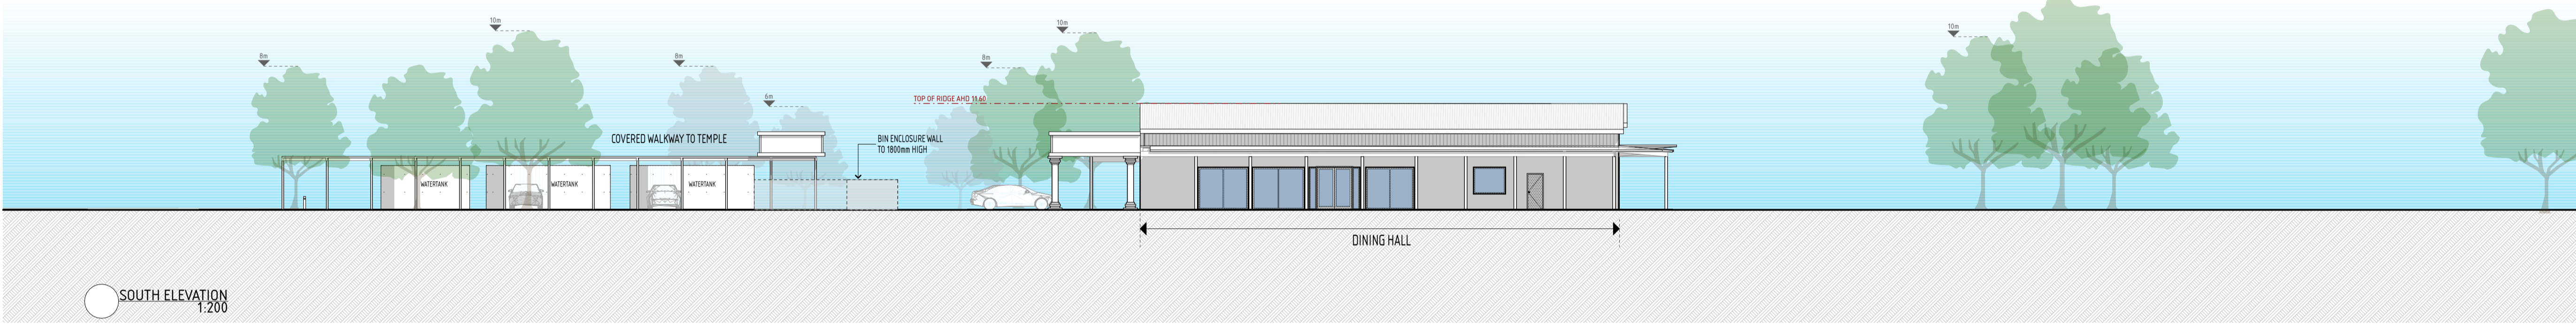 10m
10m
10m
8m
8m
8m
6m
TOP OF RIDGE AHD 11.60
COVERED WALKWAY TO TEMPLE
BIN ENCLOSURE WALL
TO 1800mm HIGH
WATERTANK
WATERTANK
WATERTANK
DINING HALL
SOUTH ELEVATION
1:200